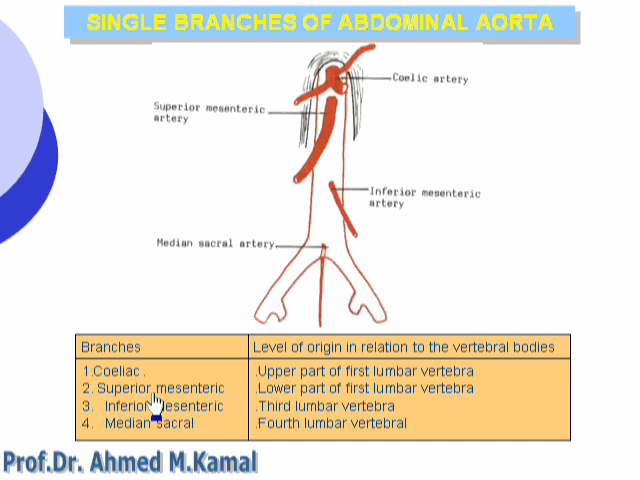 SINGLE BRANCHES OF ABDOMINAL AORTA
Coelic artery
Superior mesenteric
artery
Inferior mesenteric
artery
Median sacral artery
Branches Level of origin in relation to the vertebral bodies
1.Coeliac . .Upper part of first lumbar vertebra
2. Superior mesenteric .Lower part of first lumbar vertebra
3. Inferior mesenteric .Third lumbar vertebra
4. Median sacral .Fourth lumbar vertebral
Prof.Dr. Ahmed M.Kamal